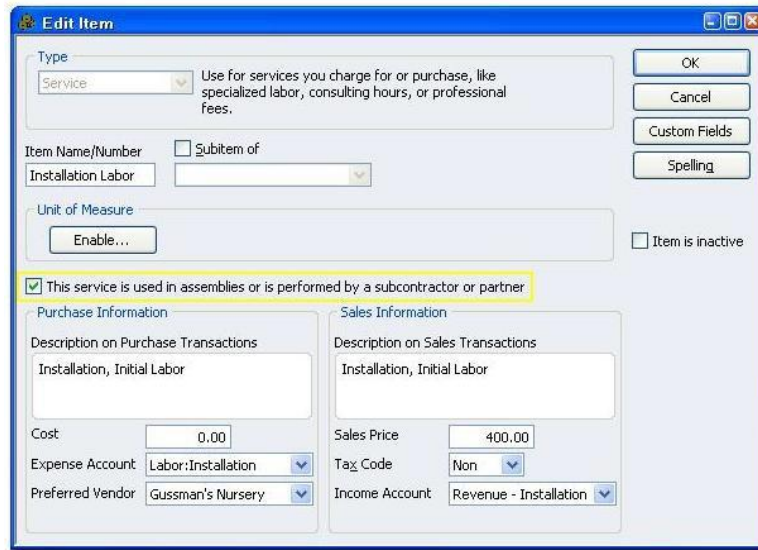 Edit Item
Type
Service
Use for services you charge for or purchase, like
specialized labor, consulting hours, or professional
fees.
OK
Cancel
Custom Fields
Spelling
Item Name/Number
Subitem of
Installation Labor
Unit of Measure
Enable...
Item is inactive
This service is used in assemblies or is performed by a subcontractor or partner
Purchase Information
Description on Purchase Transactions
Installation, Initial Labor
Cost
0.00
Expense Account
Labor:Installation
Preferred Vendor
Gussman's Nursery
Sales Information
Description on Sales Transactions
Installation, Initial Labor
Sales Price
400.00
Tax Code
Non
Income Account
Revenue - Installation